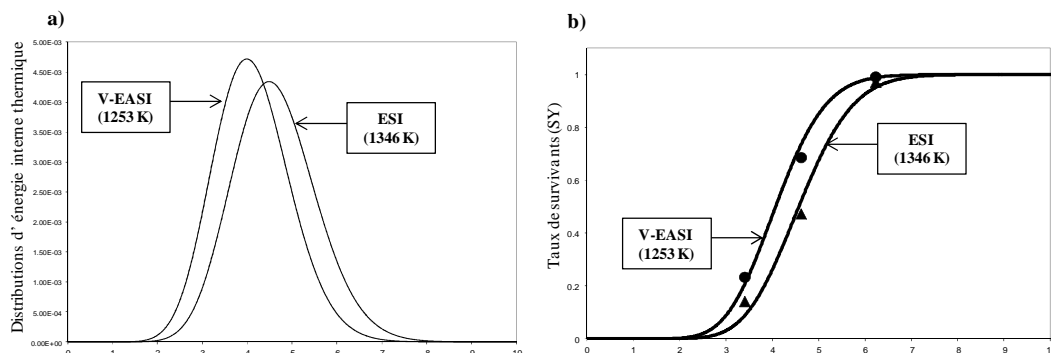 a)
Distributions d' énergie interne thermique
5.00E-03
4.50E-03
4.00E-03
3.50E-03
3.00E-03
2.50E-03
2.00E-03
1.50E-03
1.00E-03
5.00E-04
0.00E+00
V-EASI
(1253 K)
ESI
(1346 K)
0 1 2 3 4 5 6 7 8 9 10
b)
Taux de survivants (SY)
1
0.8
0.6
0.4
0.2
0
ESI
(1346 K)
V-EASI
(1253 K)
0 1 2 3 4 5 6 7 8 9